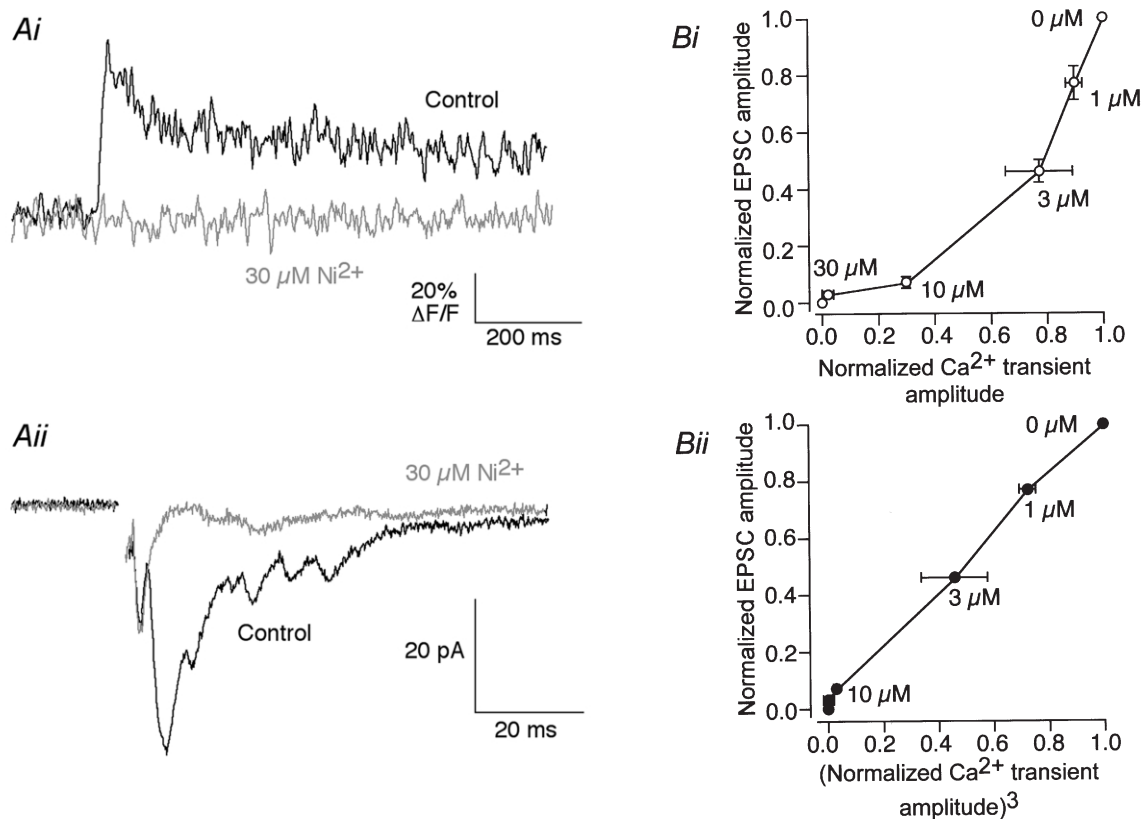 Ai
Control
30 µM Ni2+
20%
ΔF/F
200 ms
Bi
Normalized EPSC amplitude
1.0
0.8
0.6
0.4
0.2
0.0
0 µM
1 µM
3 µM
10 µM
30 µM
0.0 0.2 0.4 0.6 0.8 1.0
Normalized Ca2+ transient
amplitude
Aii
30 µM Ni2+
Control
20 pA
20 ms
Bii
Normalized EPSC amplitude
1.0
0.8
0.6
0.4
0.2
0.0
0 µM
1 µM
3 µM
10 µM
0.0 0.2 0.4 0.6 0.8 1.0
(Normalized Ca2+ transient
amplitude)3